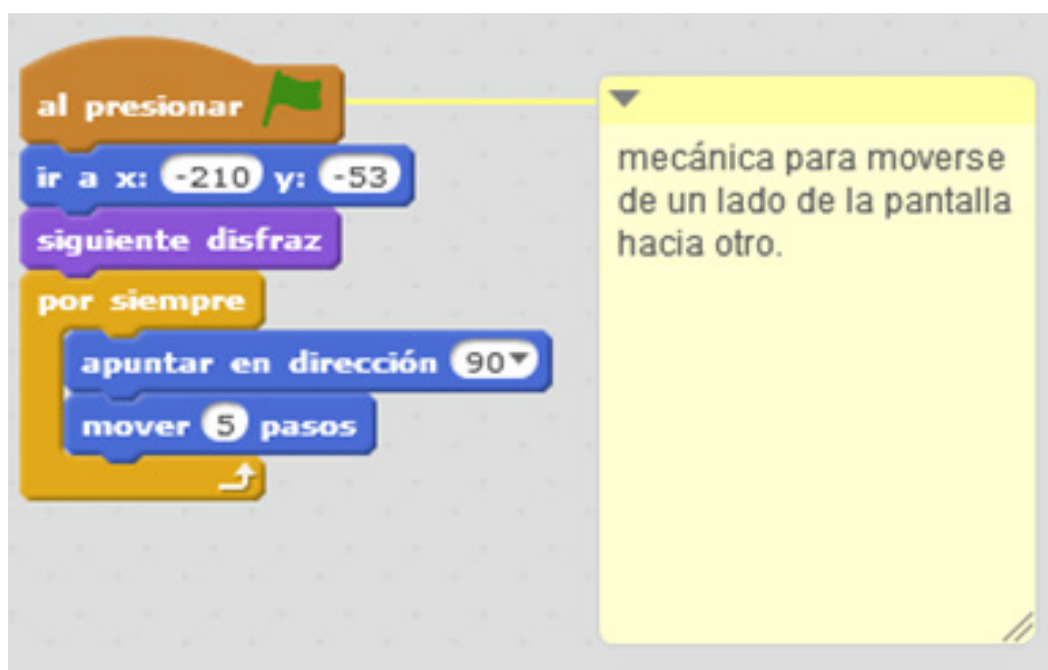 al presionar
ir a x: -210 y: -53
siguiente disfraz
por siempre
apuntar en dirección 90
mover 5 pasos
mecánica para moverse
de un lado de la pantalla
hacia otro.